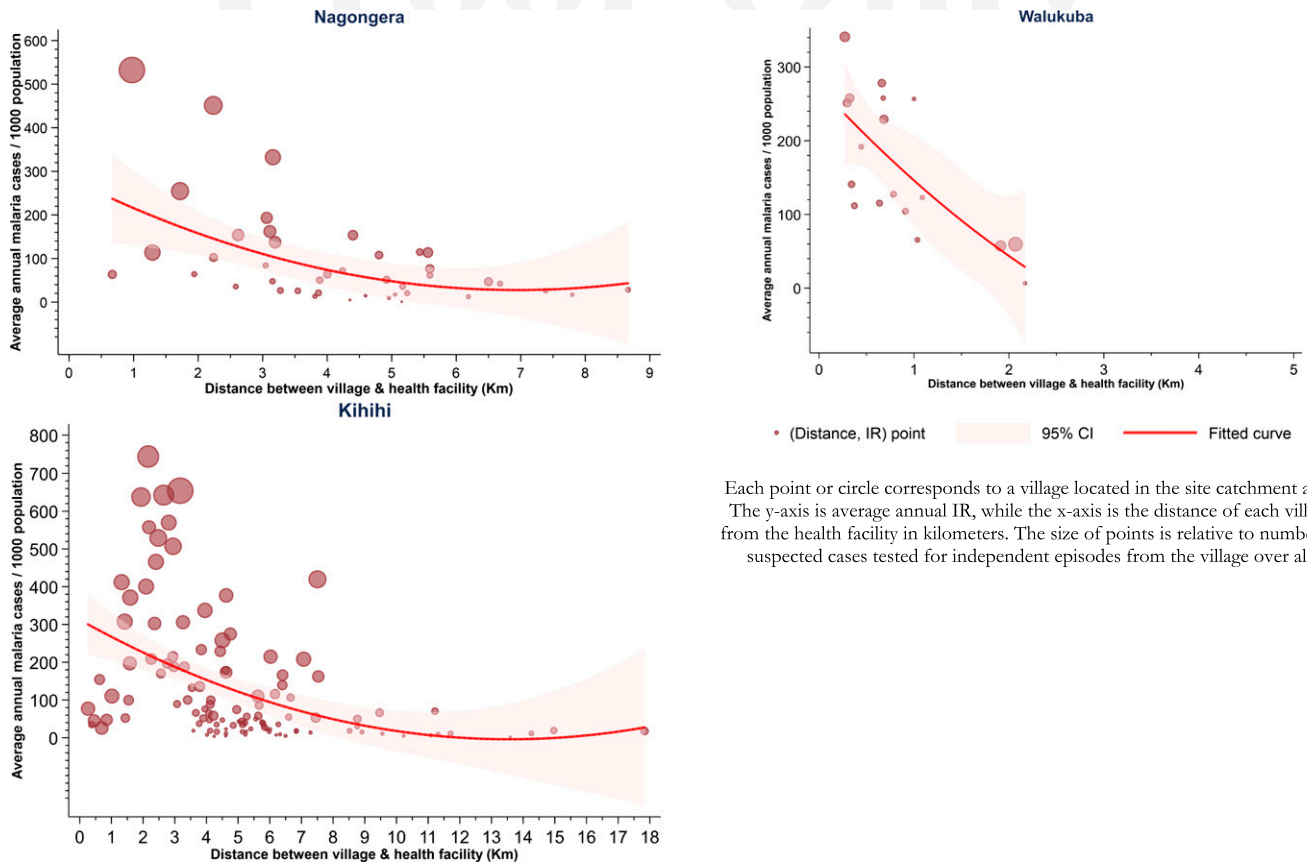 Nagongera
Average annual malaria cases / 1000 population
600
500
400
300
200
100
0
0 1 2 3 4 5 6 7 8 9
Distance between village & health facility (Km)
Walukuba
Average annual malaria cases / 1000 population
300
200
100
0
0 1 2 3 4 5
Distance between village & health facility (Km)
Kihihi
Average annual malaria cases / 1000 population
800
700
600
500
400
300
200
100
0
0 1 2 3 4 5 6 7 8 9 10 11 12 13 14 15 16 17 18
Distance between village & health facility (Km)
(Distance, IR) point 95% CI Fitted curve
Each point or circle corresponds to a village located in the site catchment a
The y-axis is average annual IR, while the x-axis is the distance of each vill
from the health facility in kilometers. The size of points is relative to numbe
suspected cases tested for independent episodes from the village over al